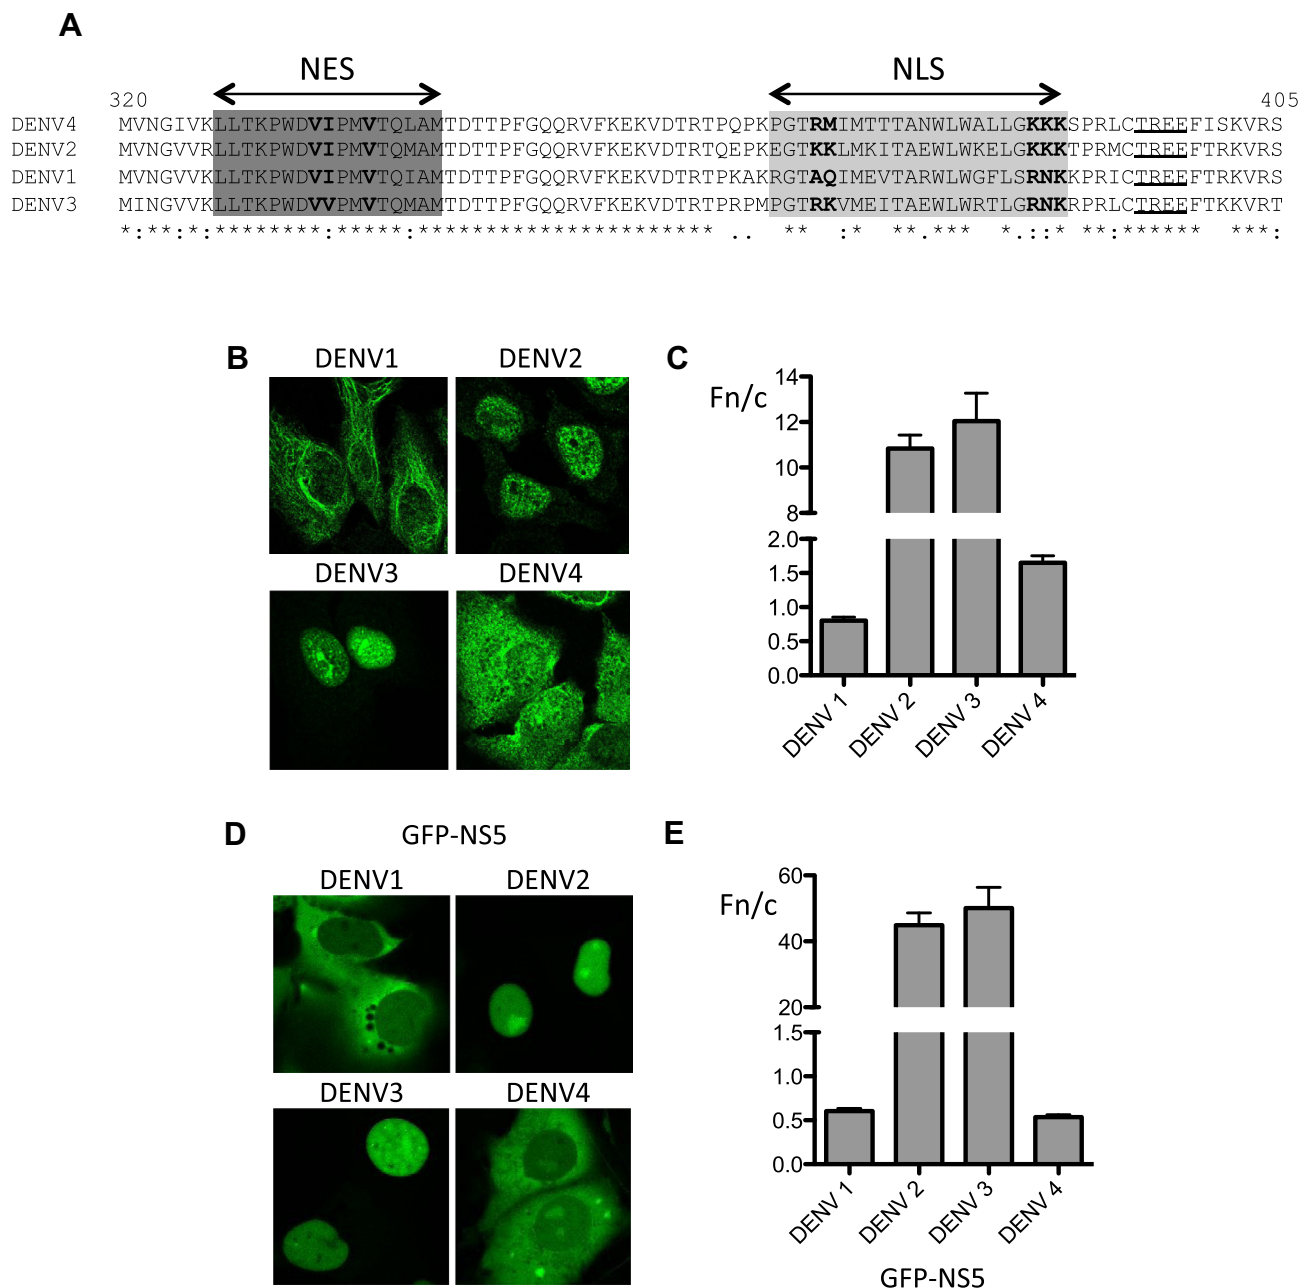 A
NES NLS
320 405
DENV4 MVNGIVKLLTKPWDVIPMVTQLAMTDTTPFGQQRVFKEKVDTRTPQPKPGTRMIMTTTANWLWALLGKKKSPRLCTREEFISKVRS
DENV2 MVNGVVRLLTKPWDVIPMVTQMAMTDTTPFGQQRVFKEKVDTRTQEPKEGTKKLMKITAEWLWKELGKKKTPRMCTREEFTRKVRS
DENV1 MVNGVVKLLTKPWDVIPMVTQIAMTDTTPFGQQRVFKEKVDTRTPKAKRGTAQIMEVTARWLWGFLSRNKKPRICTREEFTRKVRS
DENV3 MINGVVKLLTKPWDVVPMVTQMAMTDTTPFGQQRVFKEKVDTRTPRPMPGTRKVMEITAEWLWRTLGRNKRPRLCTREEFTKKVRT
*:**:**:********:******:********************** .. ** :* **.*** *.::* **:****** ****:
B
DENV1 DENV2
DENV3 DENV4
C
Fn/c
14
12
10
8
2.0
1.5
1.0
0.5
0.0
DENV 1 DENV 2 DENV 3 DENV 4
D
GFP-NS5
DENV1 DENV2
DENV3 DENV4
E
Fn/c
60
40
20
1.5
1.0
0.5
0.0
DENV 1 DENV 2 DENV 3 DENV 4
GFP-NS5